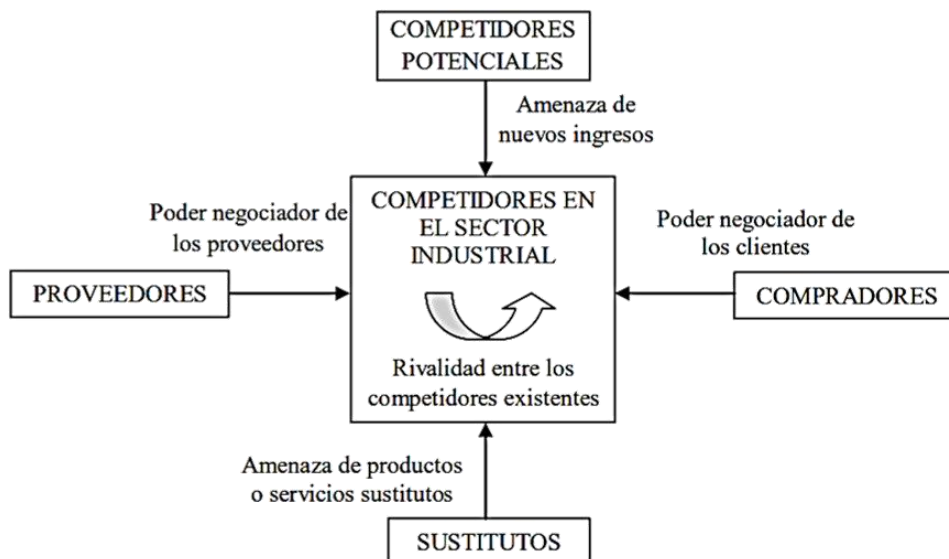 COMPETIDORES
POTENCIALES
Amenaza de
nuevos ingresos
Poder negociador de
los proveedores
PROVEEDORES
COMPETIDORES EN
EL SECTOR
INDUSTRIAL
Rivalidad entre los
competidores existentes
Poder negociador de
los clientes
COMPRADORES
Amenaza de productos
o servicios sustitutos
SUSTITUTOS